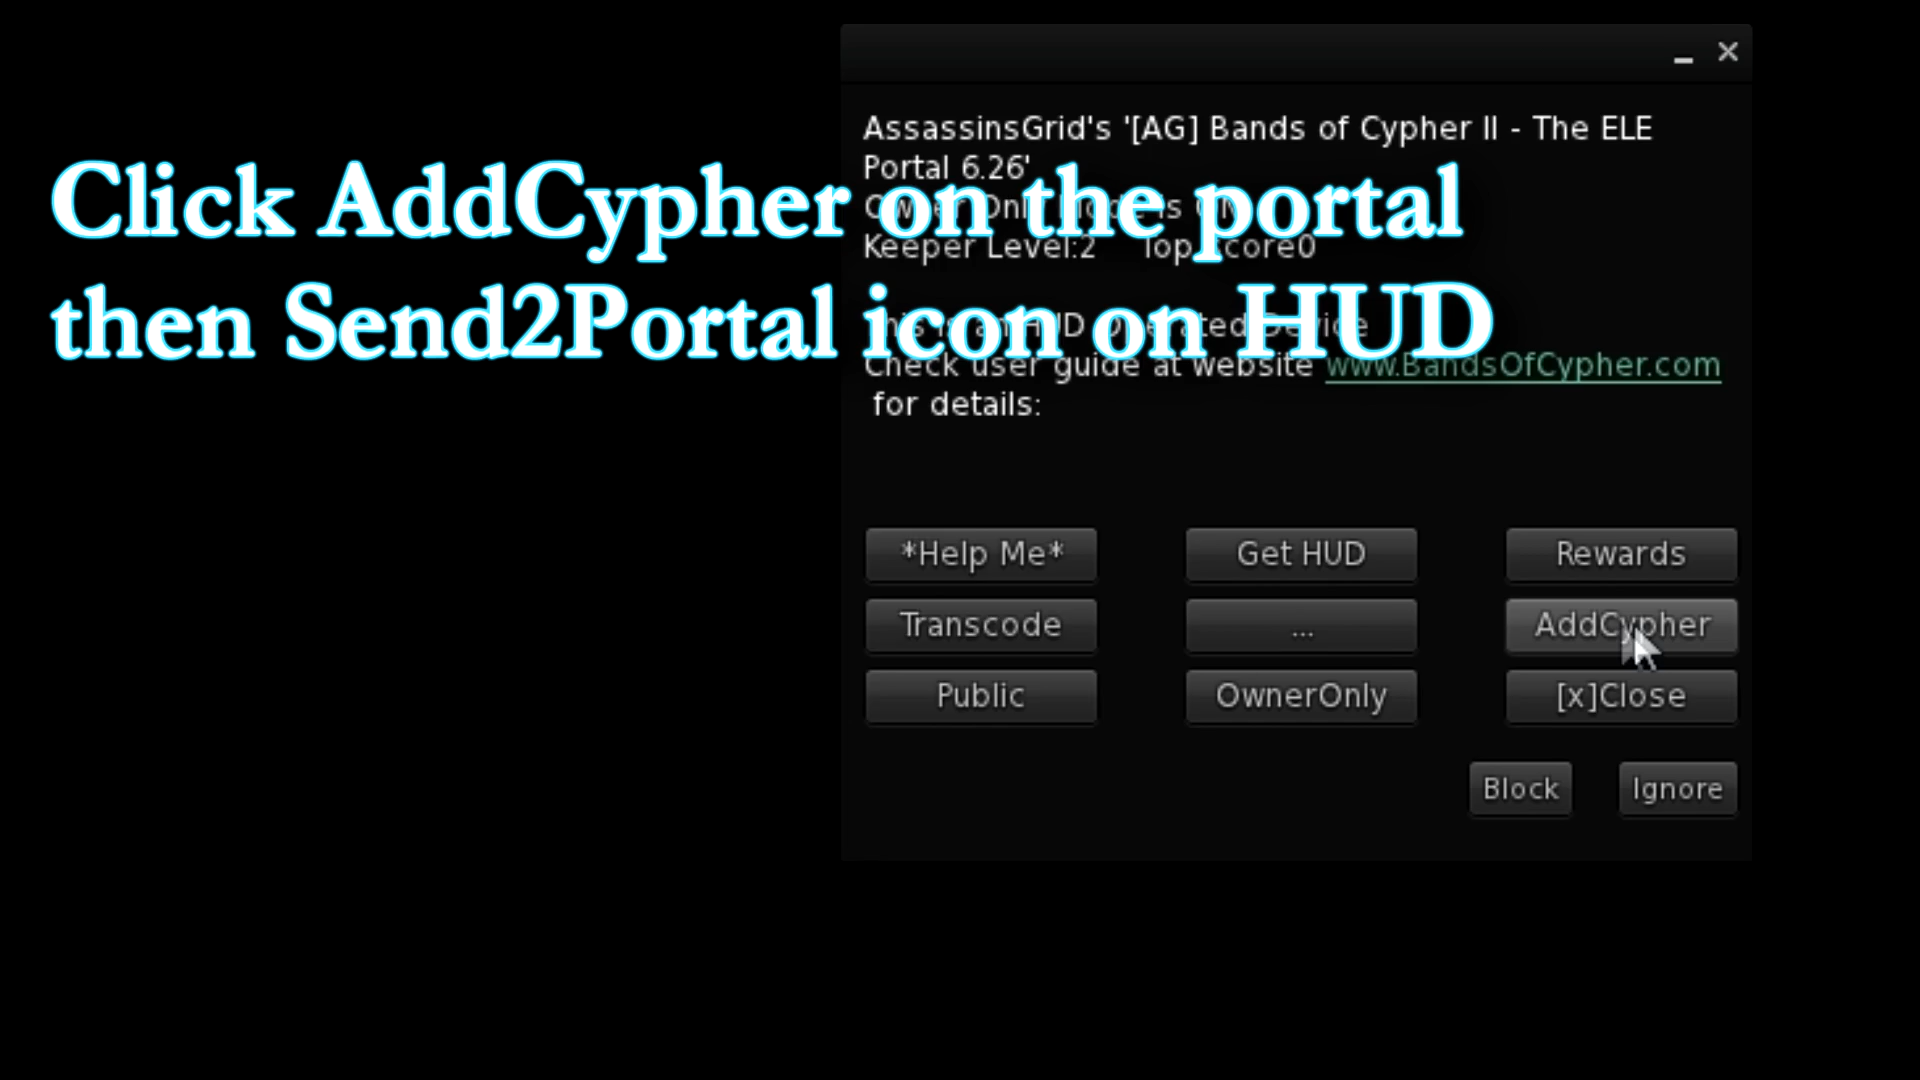 Click AddCypher on the portal
then Send2Portal icon on HUD
AssassinsGrid's '[AG] Bands of Cypher II - The ELE
Portal 6.26'
Keeper Level:2 Top
Check user guide at website www.BandsOfCypher.com
for details:
*Help Me* Get HUD Rewards
Transcode ... AddCypher
Public OwnerOnly [x]Close
Block Ignore